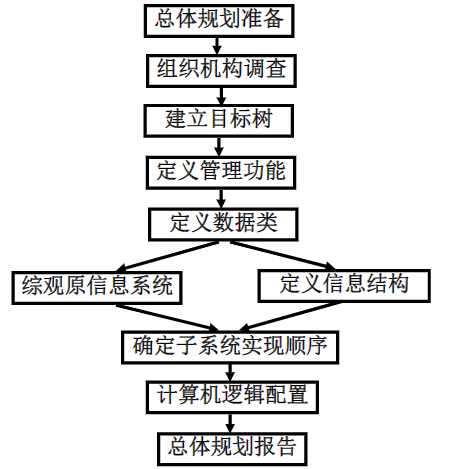 总体规划准备
组织机构调查
建立目标树
定义管理功能
定义数据类
综观原信息系统
定义信息结构
确定子系统实现顺序
计算机逻辑配置
总体规划报告